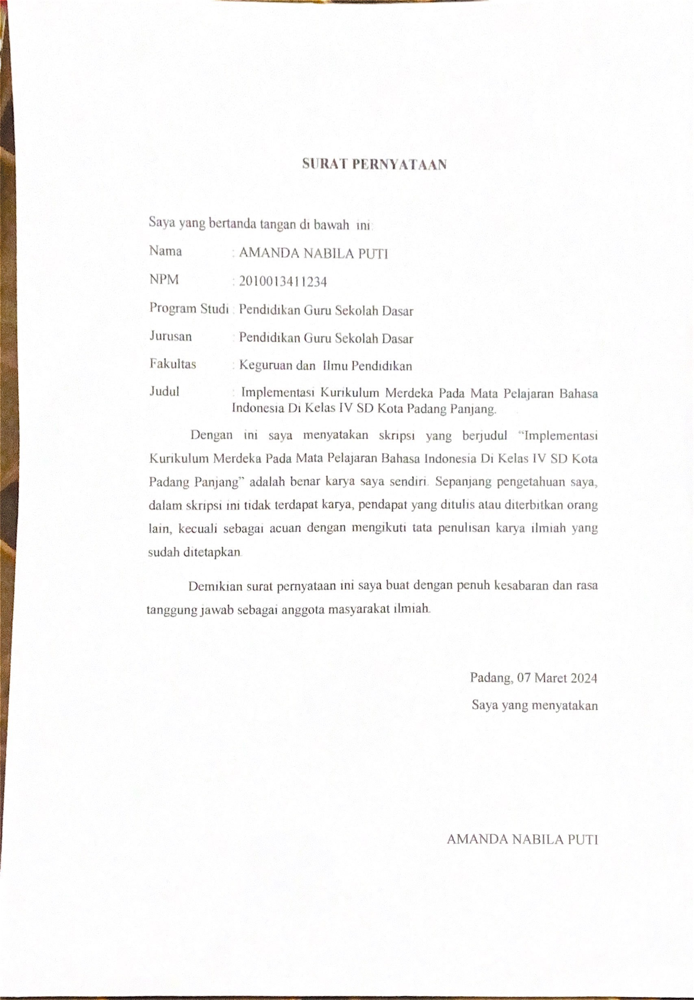 SURAT PERNYATAAN
Saya yang bertanda tangan di bawah ini:
Nama : AMANDA NABILA PUTI
NPM : 2010013411234
Program Studi : Pendidikan Guru Sekolah Dasar
Jurusan : Pendidikan Guru Sekolah Dasar
Fakultas : Keguruan dan Ilmu Pendidikan
Judul : Implementasi Kurikulum Merdeka Pada Mata Pelajaran Bahasa
Indonesia Di Kelas IV SD Kota Padang Panjang.
Dengan ini saya menyatakan skripsi yang berjudul “Implementasi
Kurikulum Merdeka Pada Mata Pelajaran Bahasa Indonesia Di Kelas IV SD Kota
Padang Panjang” adalah benar karya saya sendiri. Sepanjang pengetahuan saya,
dalam skripsi ini tidak terdapat karya, pendapat yang ditulis atau diterbitkan orang
lain, kecuali sebagai acuan dengan mengikuti tata penulisan karya ilmiah yang
sudah ditetapkan.
Demikian surat pernyataan ini saya buat dengan penuh kesabaran dan rasa
tanggung jawab sebagai anggota masyarakat ilmiah.
Padang, 07 Maret 2024
Saya yang menyatakan
AMANDA NABILA PUTI